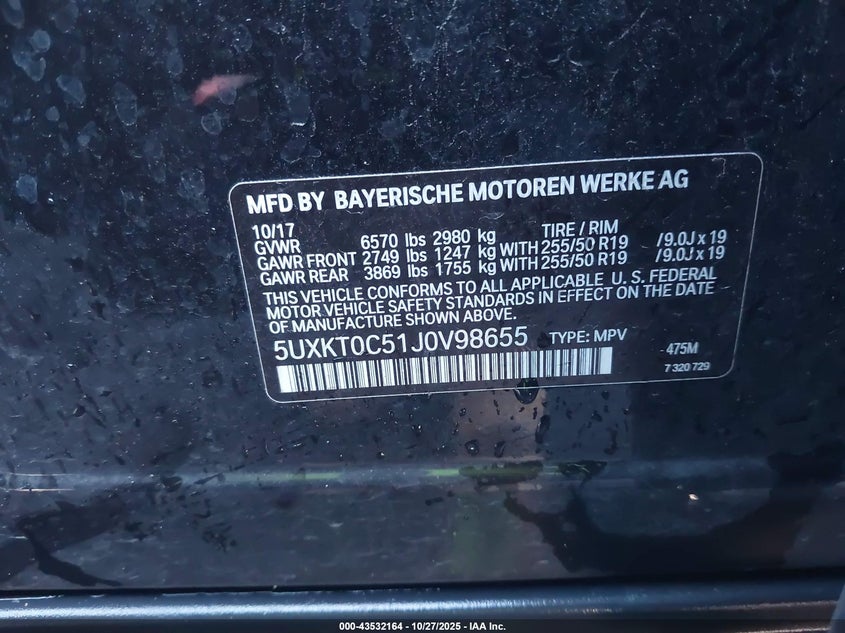 MFD BY BAYERISCHE MOTOREN WERKE AG
10/17 TIRE / RIM
GVWR 6570 lbs 2980 kg
GAWR FRONT 2749 lbs 1247 kg WITH 255/50 R19 /9.0J x 19
GAWR REAR 3869 lbs 1755 kg WITH 255/50 R19 /9.0J x 19
THIS VEHICLE CONFORMS TO ALL APPLICABLE U. S. FEDERAL
MOTOR VEHICLE SAFETY STANDARDS IN EFFECT ON THE DATE
OF MANUFACTURE SHOWN ABOVE.
5UXKT0C51J0V98655 TYPE: MPV 475M
7 320 729
000-43532164 - 10/27/2025 - IAA Inc.